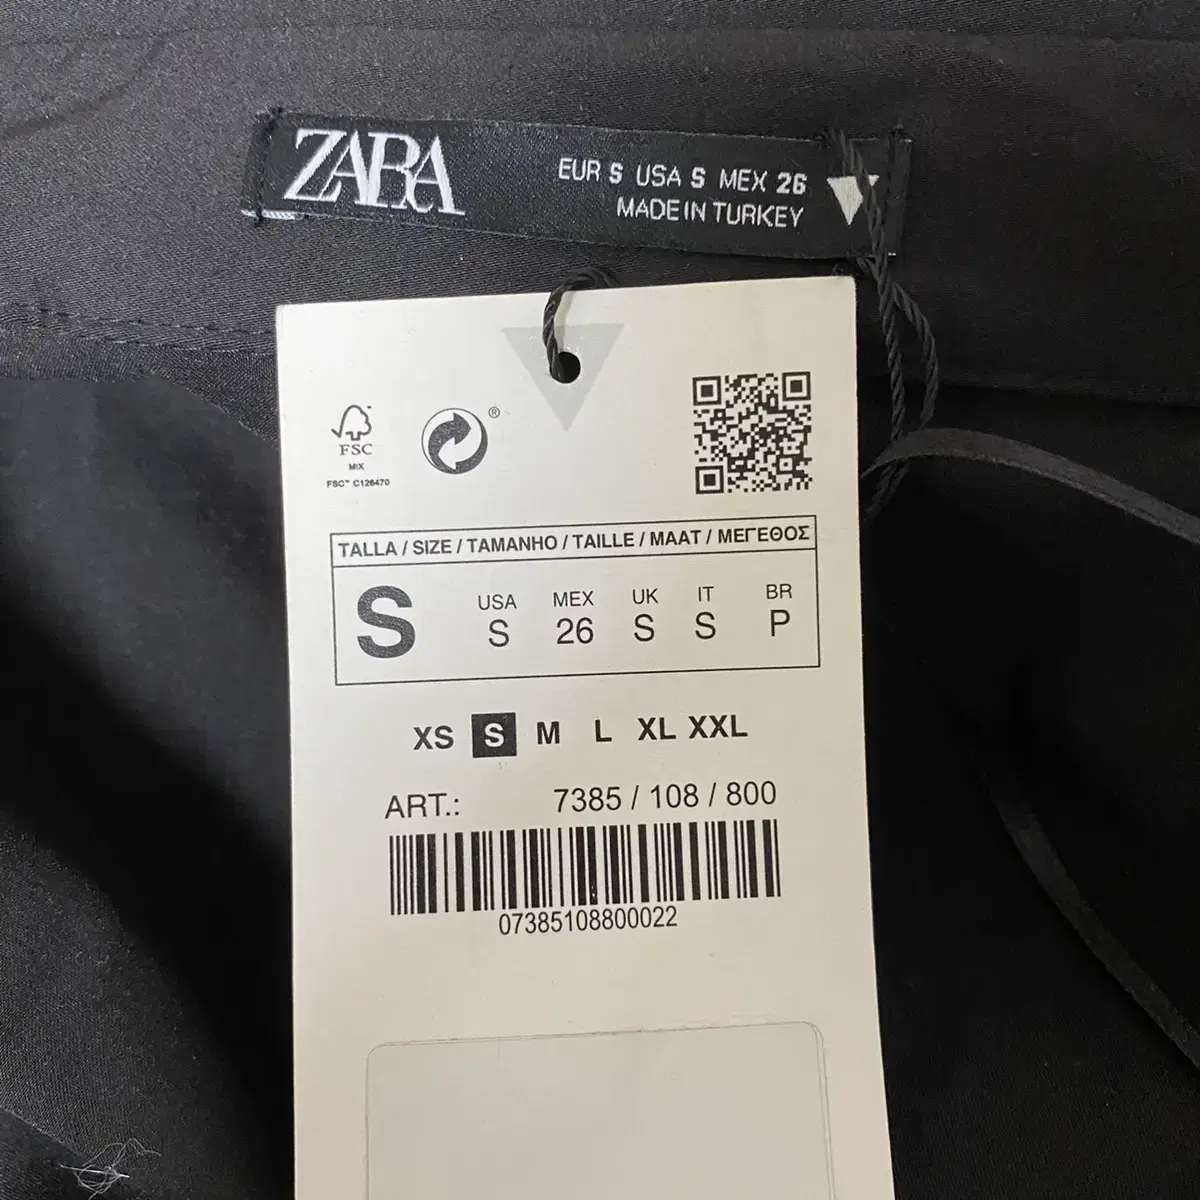 ZARA
EUR S USA S MEX 26
MADE IN TURKEY
FSC
MIX
FSC™ C126470
®
TALLA / SIZE / TAMANHO / TAILLE / MAAT / ΜΕΓΕΘΟΣ
S
USA MEX UK IT BR
S 26 S S P
XS S M L XL XXL
ART.: 7385 / 108 / 800
07385108800022